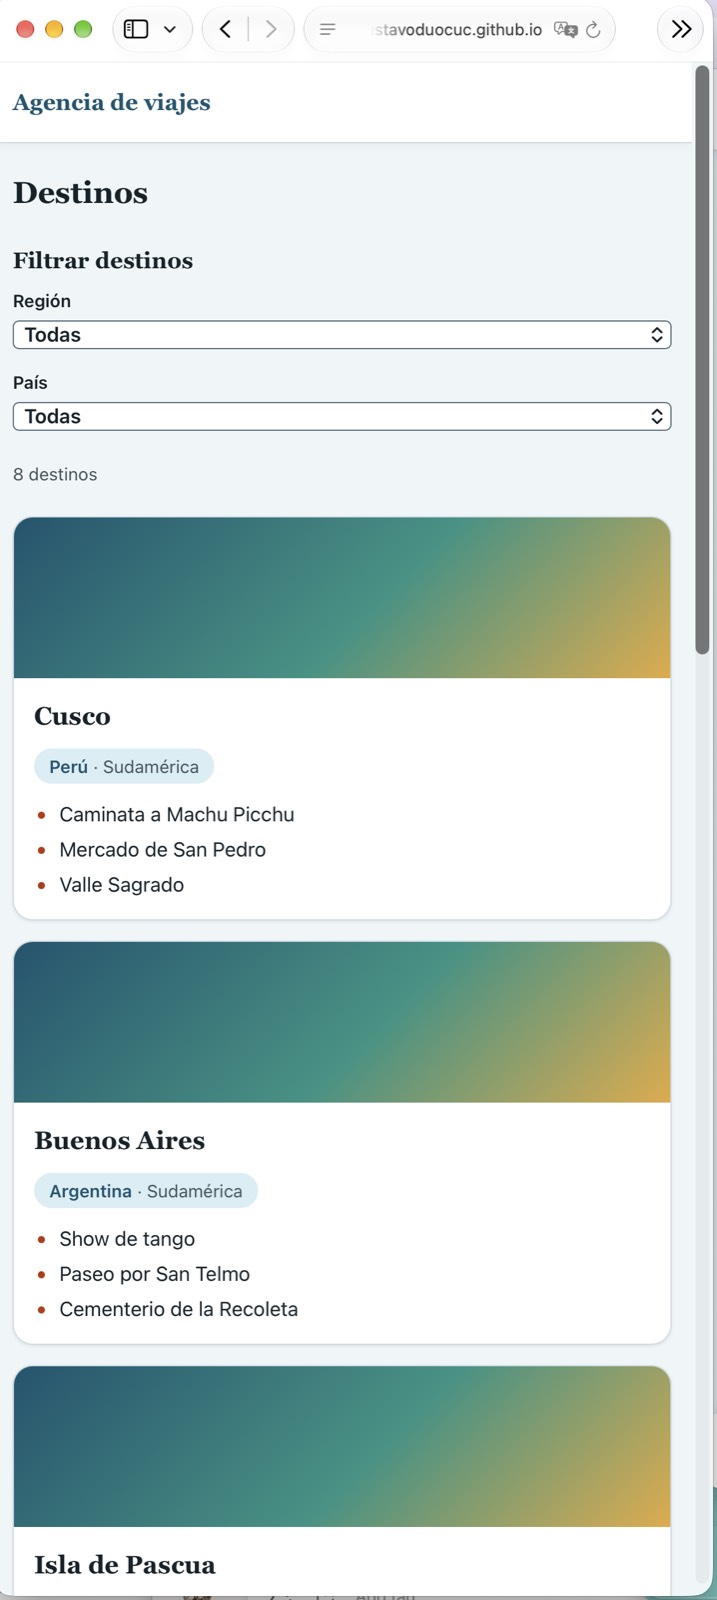 stavoducuc.github.io
Agencia de viajes
Destinos
Filtrar destinos
Región
Todas
País
Todas
8 destinos
Cusco
Perú · Sudamérica
Caminata a Machu Picchu
Mercado de San Pedro
Valle Sagrado
Buenos Aires
Argentina · Sudamérica
Show de tango
Paseo por San Telmo
Cementerio de la Recoleta
Isla de Pascua